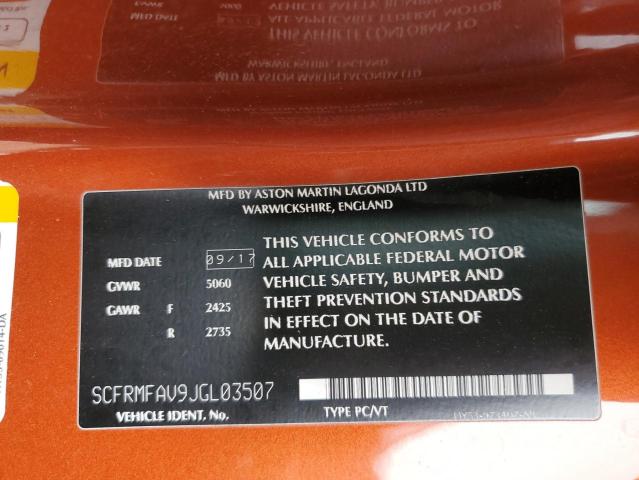 MFD BY ASTON MARTIN LAGONDA LTD
WARWICKSHIRE, ENGLAND
MFD DATE 09/17
GVWR 5060
GAWR F 2425
R 2735
THIS VEHICLE CONFORMS TO
ALL APPLICABLE FEDERAL MOTOR
VEHICLE SAFETY, BUMPER AND
THEFT PREVENTION STANDARDS
IN EFFECT ON THE DATE OF
MANUFACTURE.
SCFRMFAV9JGL03507
VEHICLE IDENT. No.
TYPE PC/VT